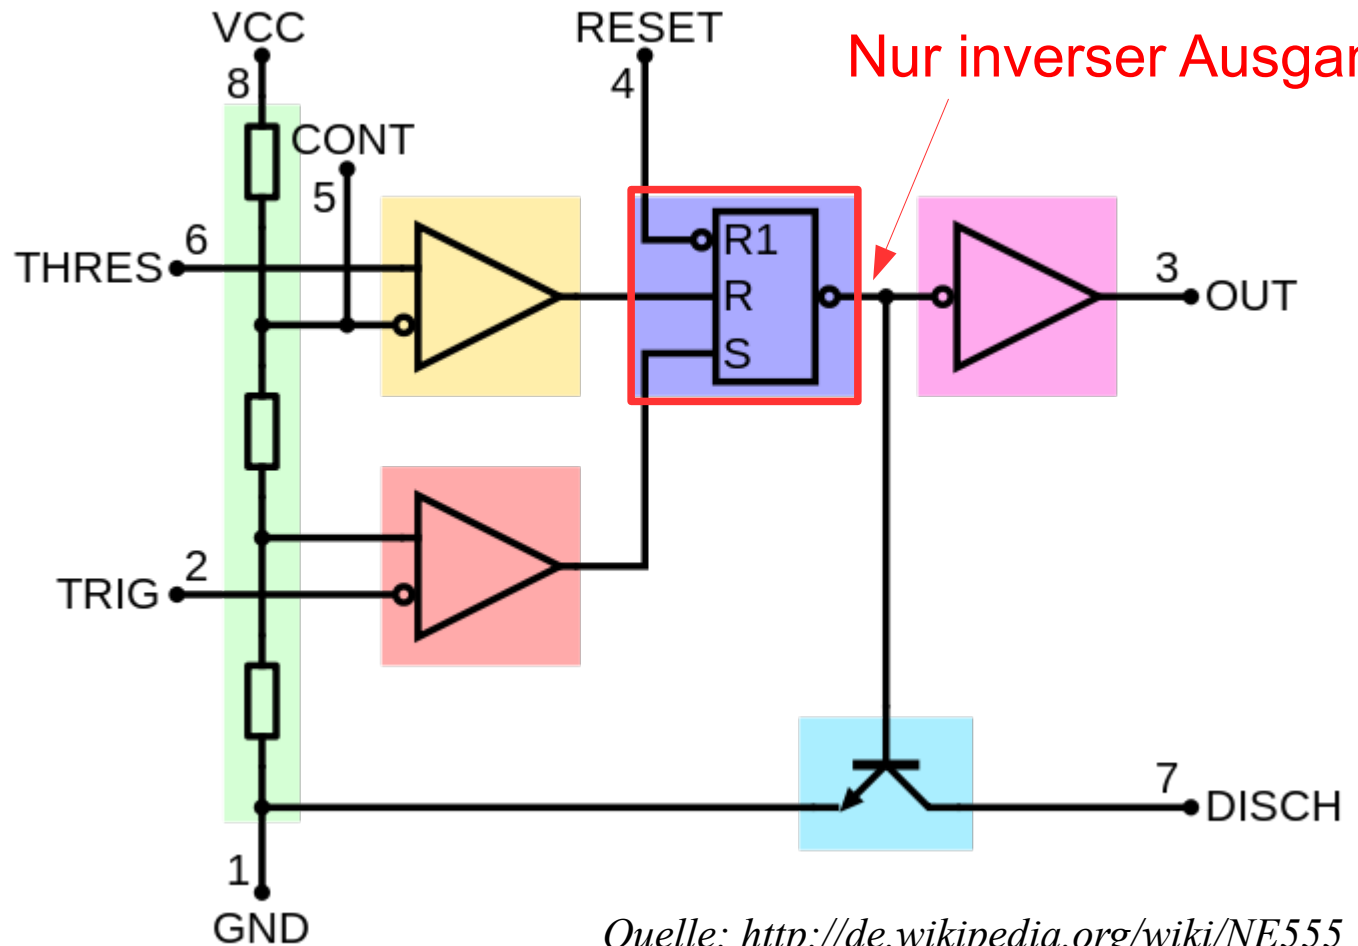 VCC
RESET
Nur inverser Ausgan
8
4
CONT
5
R1
6
THRES
R
3
OUT
S
2
TRIG
7
DISCH
1
GND
Quelle: http://de.wikipedia.org/wiki/NE555